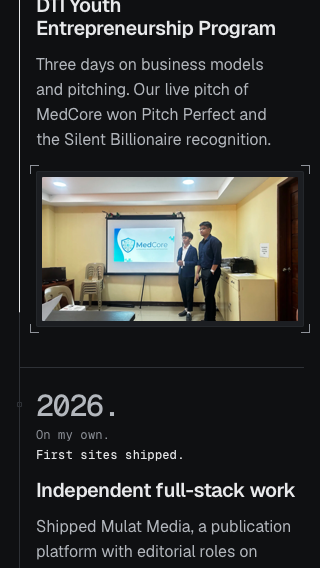 DTI Youth
Entrepreneurship Program
Three days on business models
and pitching. Our live pitch of
MedCore won Pitch Perfect and
the Silent Billionaire recognition.
MedCore
2026.
On my own.
First sites shipped.
Independent full-stack work
Shipped Mulat Media, a publication
platform with editorial roles on